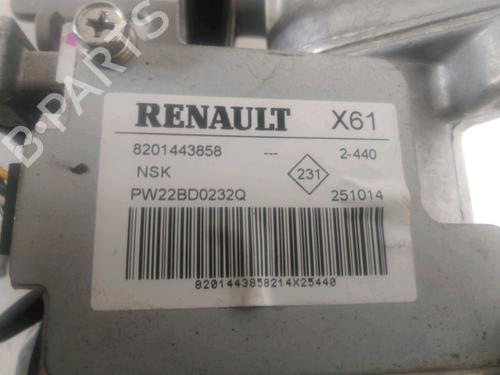 RENAULT X61
8201443858 --- 2-440
NSK 231
PW22BD0232Q 251014
8201443858214X25440
B-PARTS